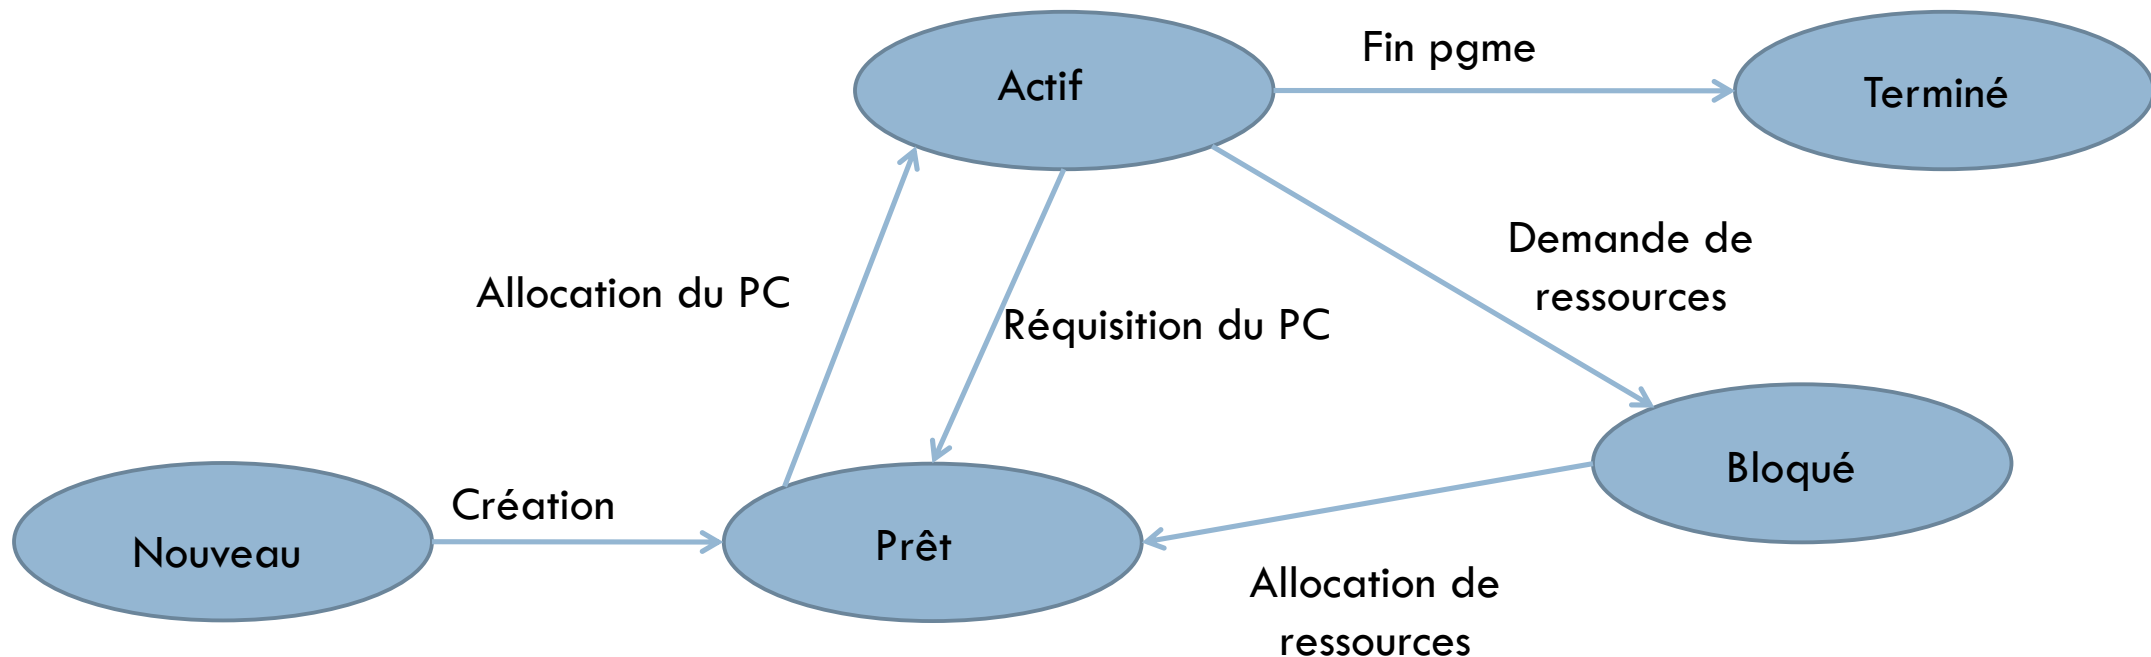 Actif
Fin pgme
Terminé
Demande de
ressources
Allocation du PC
Réquisition du PC
Bloqué
Création
Nouveau
Prêt
Allocation de
ressources